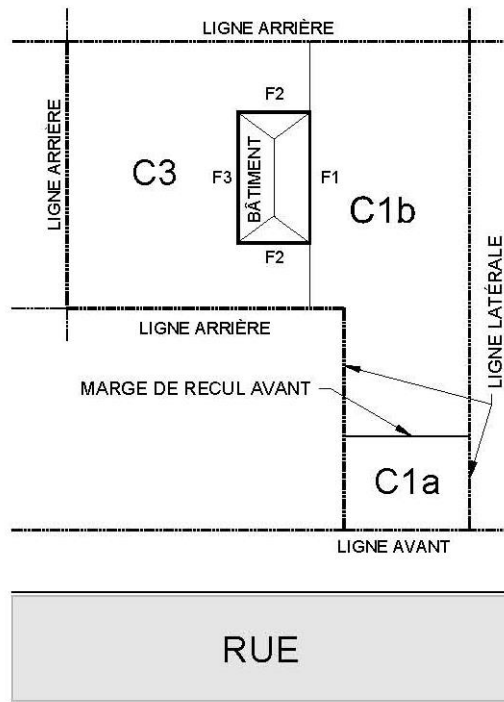 LIGNE ARRIÈRE
LIGNE ARRIÈRE
F2
C3
F3
BÂTIMENT
F1
C1b
F2
LIGNE ARRIÈRE
LIGNE LATÉRALE
MARGE DE RECUL AVANT
C1a
LIGNE AVANT
RUE